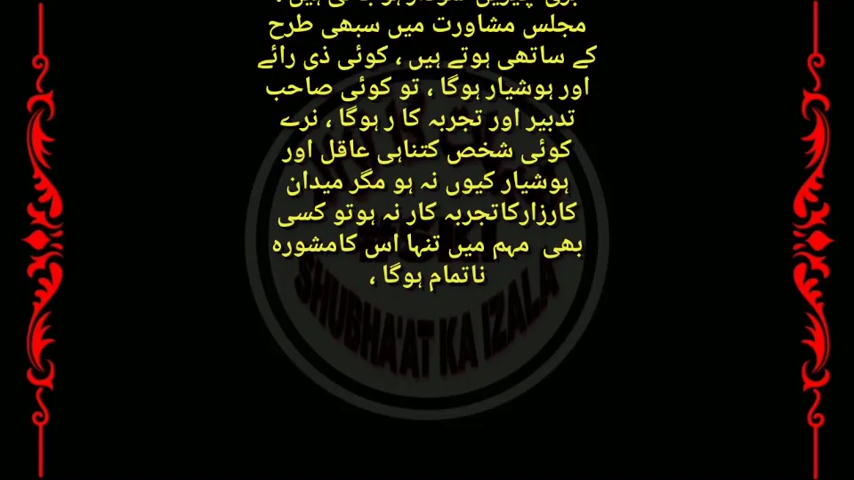 مجلس مشاورت میں سبھی طرح
کے ساتھی ہوتے ہیں ، کوئی ذی رائے
اور ہوشیار ہوگا ، تو کوئی صاحب
تدبیر اور تجربہ کا ر ہوگا ، نرے
کوئی شخص کتناہی عاقل اور
ہوشیار کیوں نہ ہو مگر میدان
کارزارکاتجربہ کار نہ ہوتو کسی
بھی مہم میں تنہا اس کامشورہ
ناتمام ہوگا ،
SHUBHA'AT KA IZALA